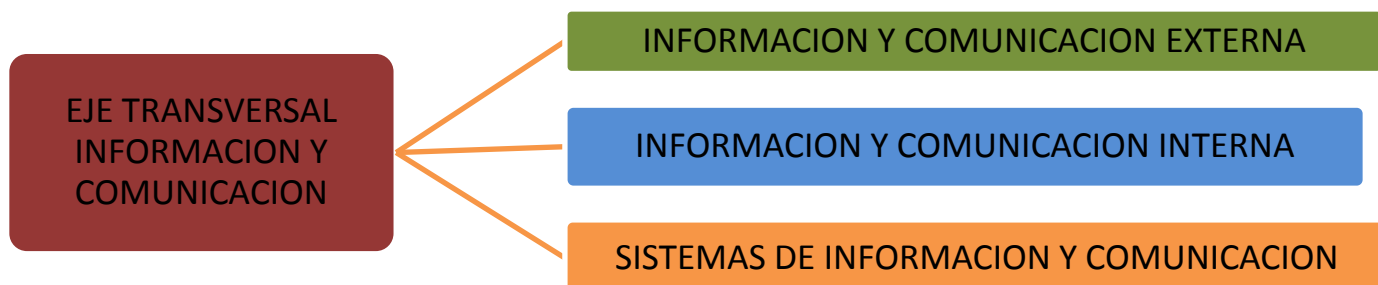 EJE TRANSVERSAL
INFORMACION Y
COMUNICACION
INFORMACION Y COMUNICACION EXTERNA
INFORMACION Y COMUNICACION INTERNA
SISTEMAS DE INFORMACION Y COMUNICACION